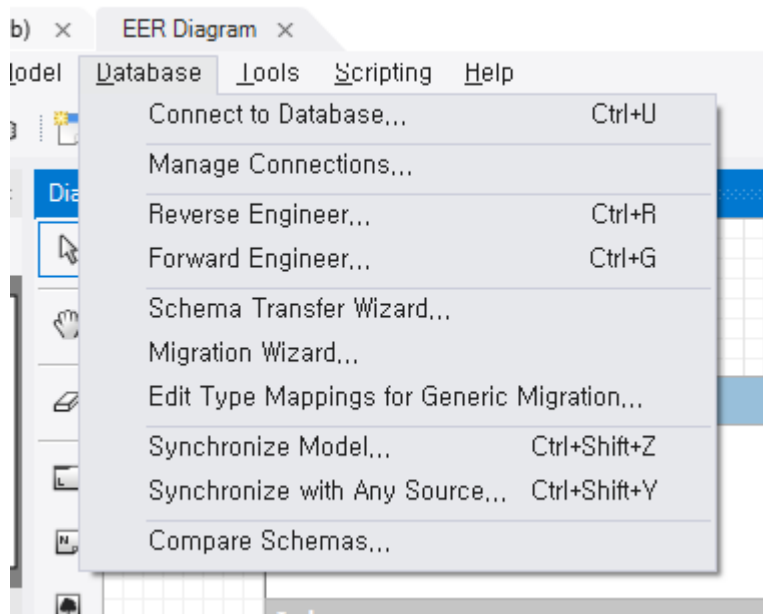 b) × EER Diagram ×
odel Database Tools Scripting Help
Connect to Database... Ctrl+U
Manage Connections...
Dia
Reverse Engineer... Ctrl+R
Forward Engineer... Ctrl+G
Schema Transfer Wizard...
Migration Wizard...
Edit Type Mappings for Generic Migration...
Synchronize Model... Ctrl+Shift+Z
Synchronize with Any Source... Ctrl+Shift+Y
Compare Schemas...